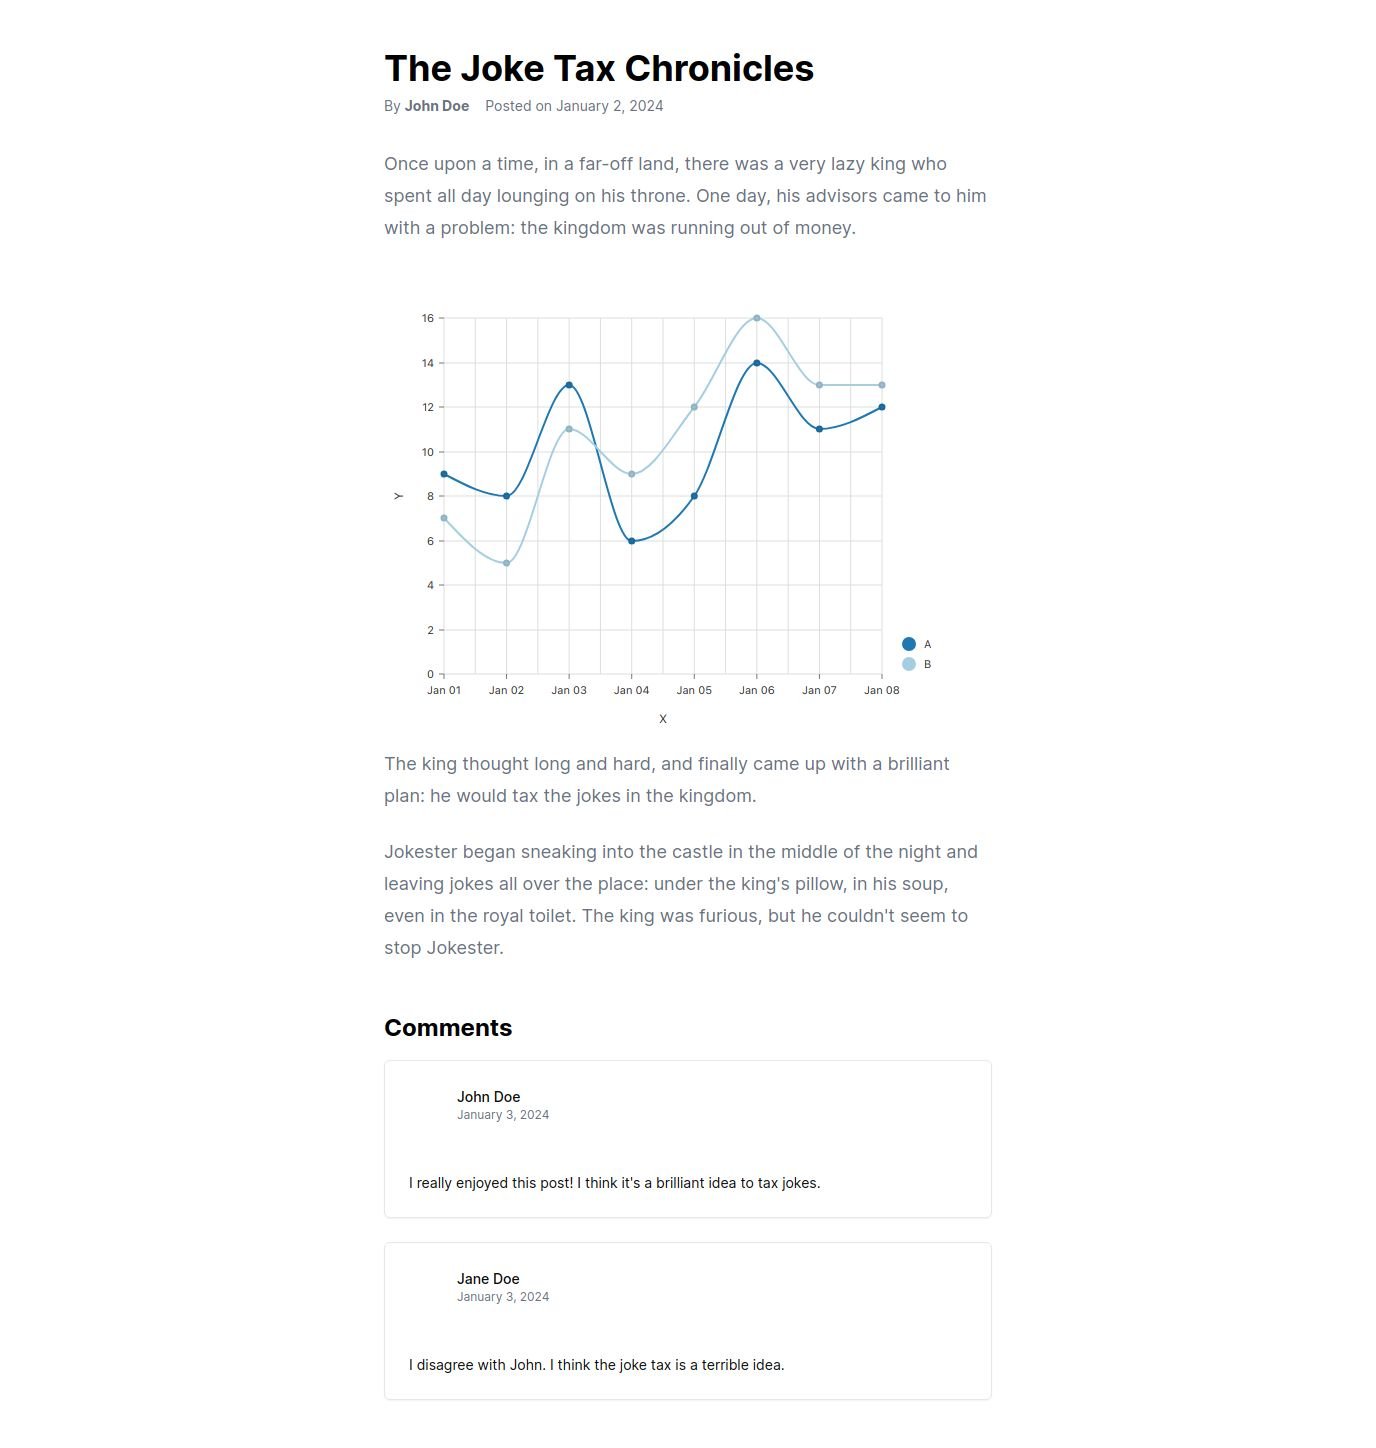 The Joke Tax Chronicles
By John Doe Posted on January 2, 2024
Once upon a time, in a far-off land, there was a very lazy king who
spent all day lounging on his throne. One day, his advisors came to him
with a problem: the kingdom was running out of money.
16
14
12
10
8
Y
6
4
2
0
A
B
Jan 01 Jan 02 Jan 03 Jan 04 Jan 05 Jan 06 Jan 07 Jan 08
X
The king thought long and hard, and finally came up with a brilliant
plan: he would tax the jokes in the kingdom.
Jokester began sneaking into the castle in the middle of the night and
leaving jokes all over the place: under the king's pillow, in his soup,
even in the royal toilet. The king was furious, but he couldn't seem to
stop Jokester.
Comments
John Doe
January 3, 2024
I really enjoyed this post! I think it's a brilliant idea to tax jokes.
Jane Doe
January 3, 2024
I disagree with John. I think the joke tax is a terrible idea.